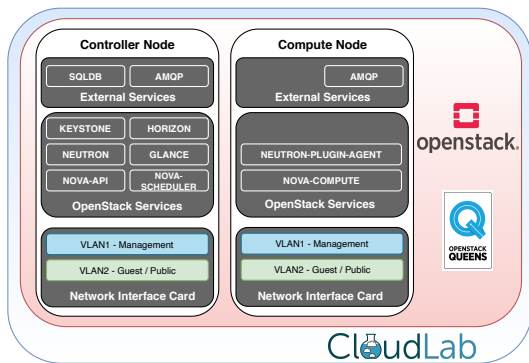 Controller Node
SQLDB
AMQP
External Services
KEYSTONE
HORIZON
NEUTRON
GLANCE
NOVA-API
NOVA-
SCHEDULER
OpenStack Services
VLAN1 - Management
VLAN2 - Guest / Public
Network Interface Card
Compute Node
AMQP
External Services
NEUTRON-PLUGIN-AGENT
NOVA-COMPUTE
OpenStack Services
VLAN1 - Management
VLAN2 - Guest / Public
Network Interface Card
openstack.
OPENSTACK
QUEENS
CloudLab